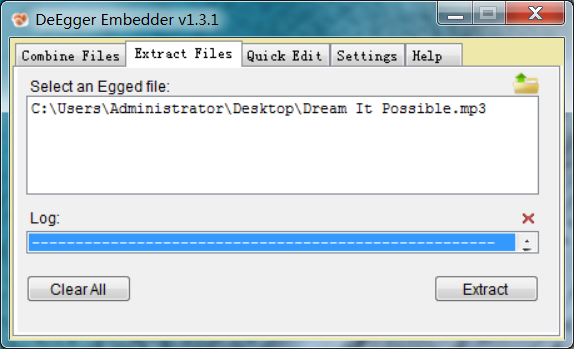 DeEgger Embedder v1.3.1
Combine Files Extract Files Quick Edit Settings Help
Select an Egged file:
C:\Users\Administrator\Desktop\Dream It Possible.mp3
Log:
-----------------------------------------------------
Clear All Extract